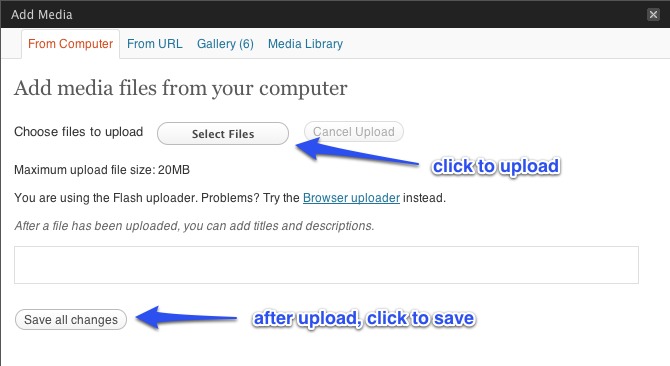 Add Media
From Computer From URL Gallery (6) Media Library
Add media files from your computer
Choose files to upload Select Files Cancel Upload
click to upload
Maximum upload file size: 20MB
You are using the Flash uploader. Problems? Try the Browser uploader instead.
After a file has been uploaded, you can add titles and descriptions.
Save all changes after upload, click to save